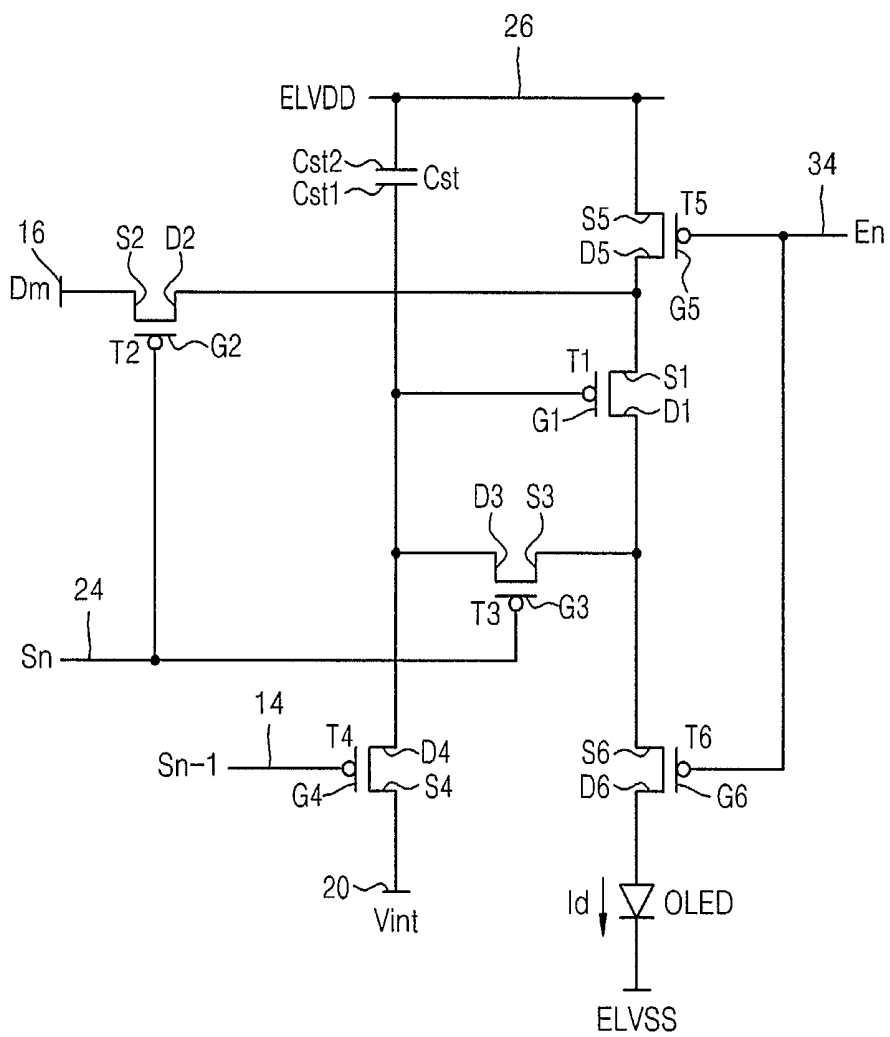 26
ELVDD
Cst2
Cst1
Cst
16
S2
D2
Dm
T2
G2
S5
T5
D5
G5
34
En
T1
S1
G1
D1
D3
S3
T3
G3
24
Sn
14
Sn-1
T4
D4
G4
S4
S6
T6
D6
G6
20
Vint
Id
OLED
ELVSS